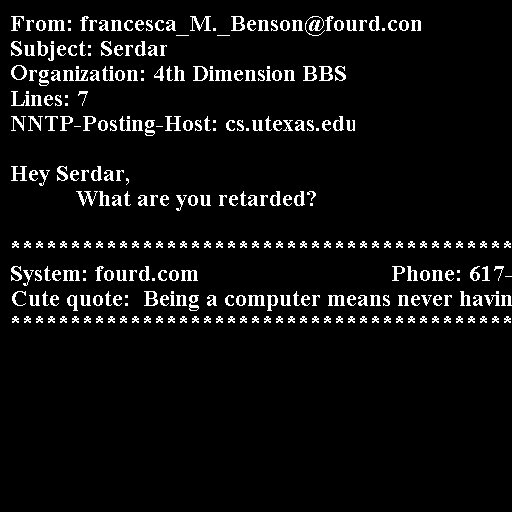 From: francesca_M._Benson@fourd.con
Subject: Serdar
Organization: 4th Dimension BBS
Lines: 7
NNTP-Posting-Host: cs.utexas.edu
Hey Serdar,
What are you retarded?
*******************************************
System: fourd.com Phone: 617-
Cute quote: Being a computer means never havin
*******************************************